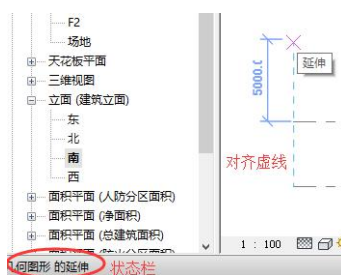 F2
场地
天花板平面
三维视图
立面 (建筑立面)
东
北
南
西
面积平面 (人防分区面积)
面积平面 (净面积)
面积平面 (总建筑面积)
何图形 的延伸
状态栏
延伸
5000.0
对齐虚线
1 : 100